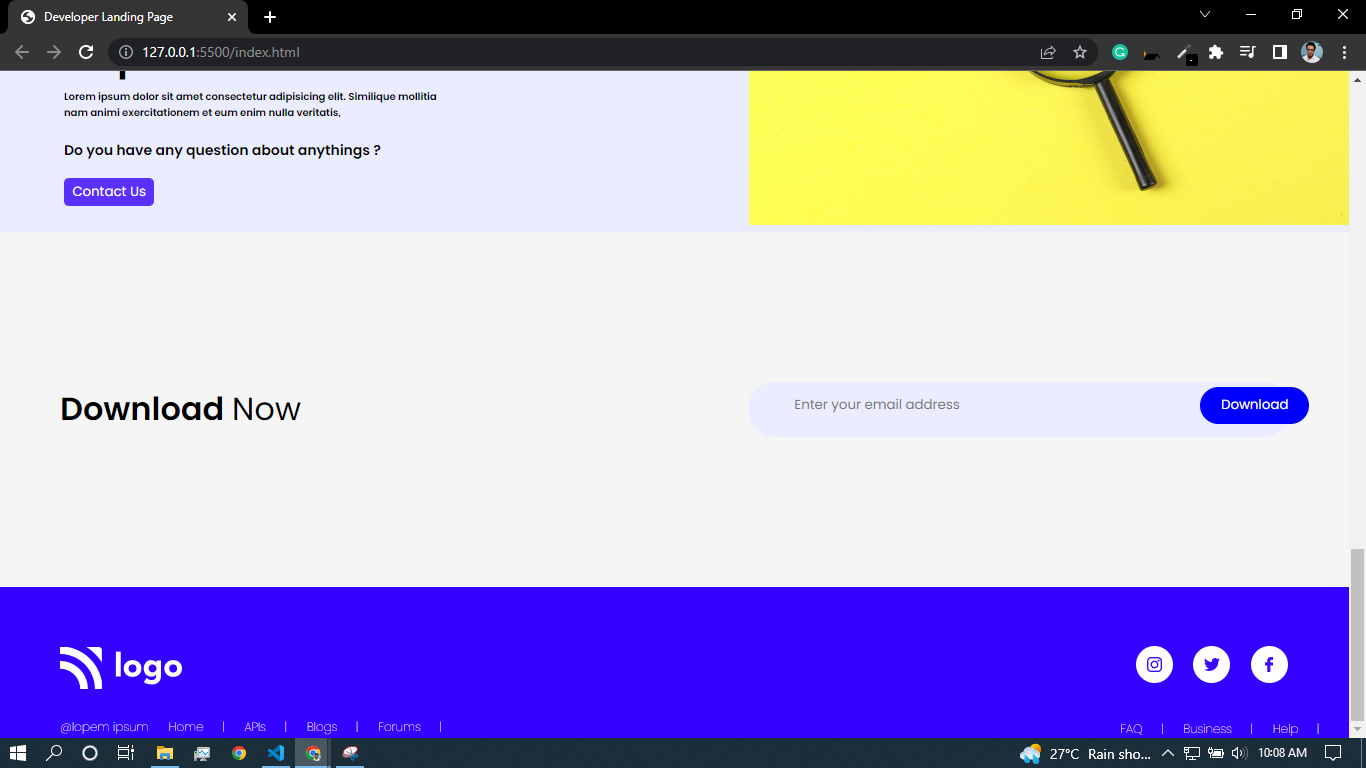 Developer Landing Page
127.0.0.1:5500/index.html
Lorem ipsum dolor sit amet consectetur adipisicing elit. Similique mollitia
nam animi exercitationem et eum enim nulla veritatis,
Do you have any question about anythings ?
Contact Us
Download Now
Enter your email address
Download
logo
@lopem ipsum Home | APIs | Blogs | Forums |
FAQ | Business | Help |
27°C Rain sho...
10:08 AM